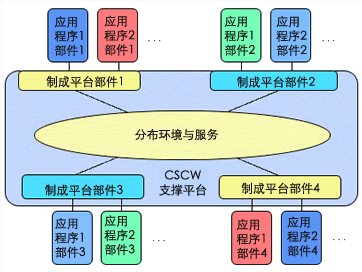 应用 应用 应用 应用
程序1 程序2 程序1 程序2
部件1 部件1 ... 部件2 部件2 ...
制成平台部件1 制成平台部件2
分布环境与服务
CSCW
支撑平台
制成平台部件3 制成平台部件4
应用 应用 应用 应用
程序1 程序2 程序1 程序2
部件3 部件3 ... 部件4 部件4 ...